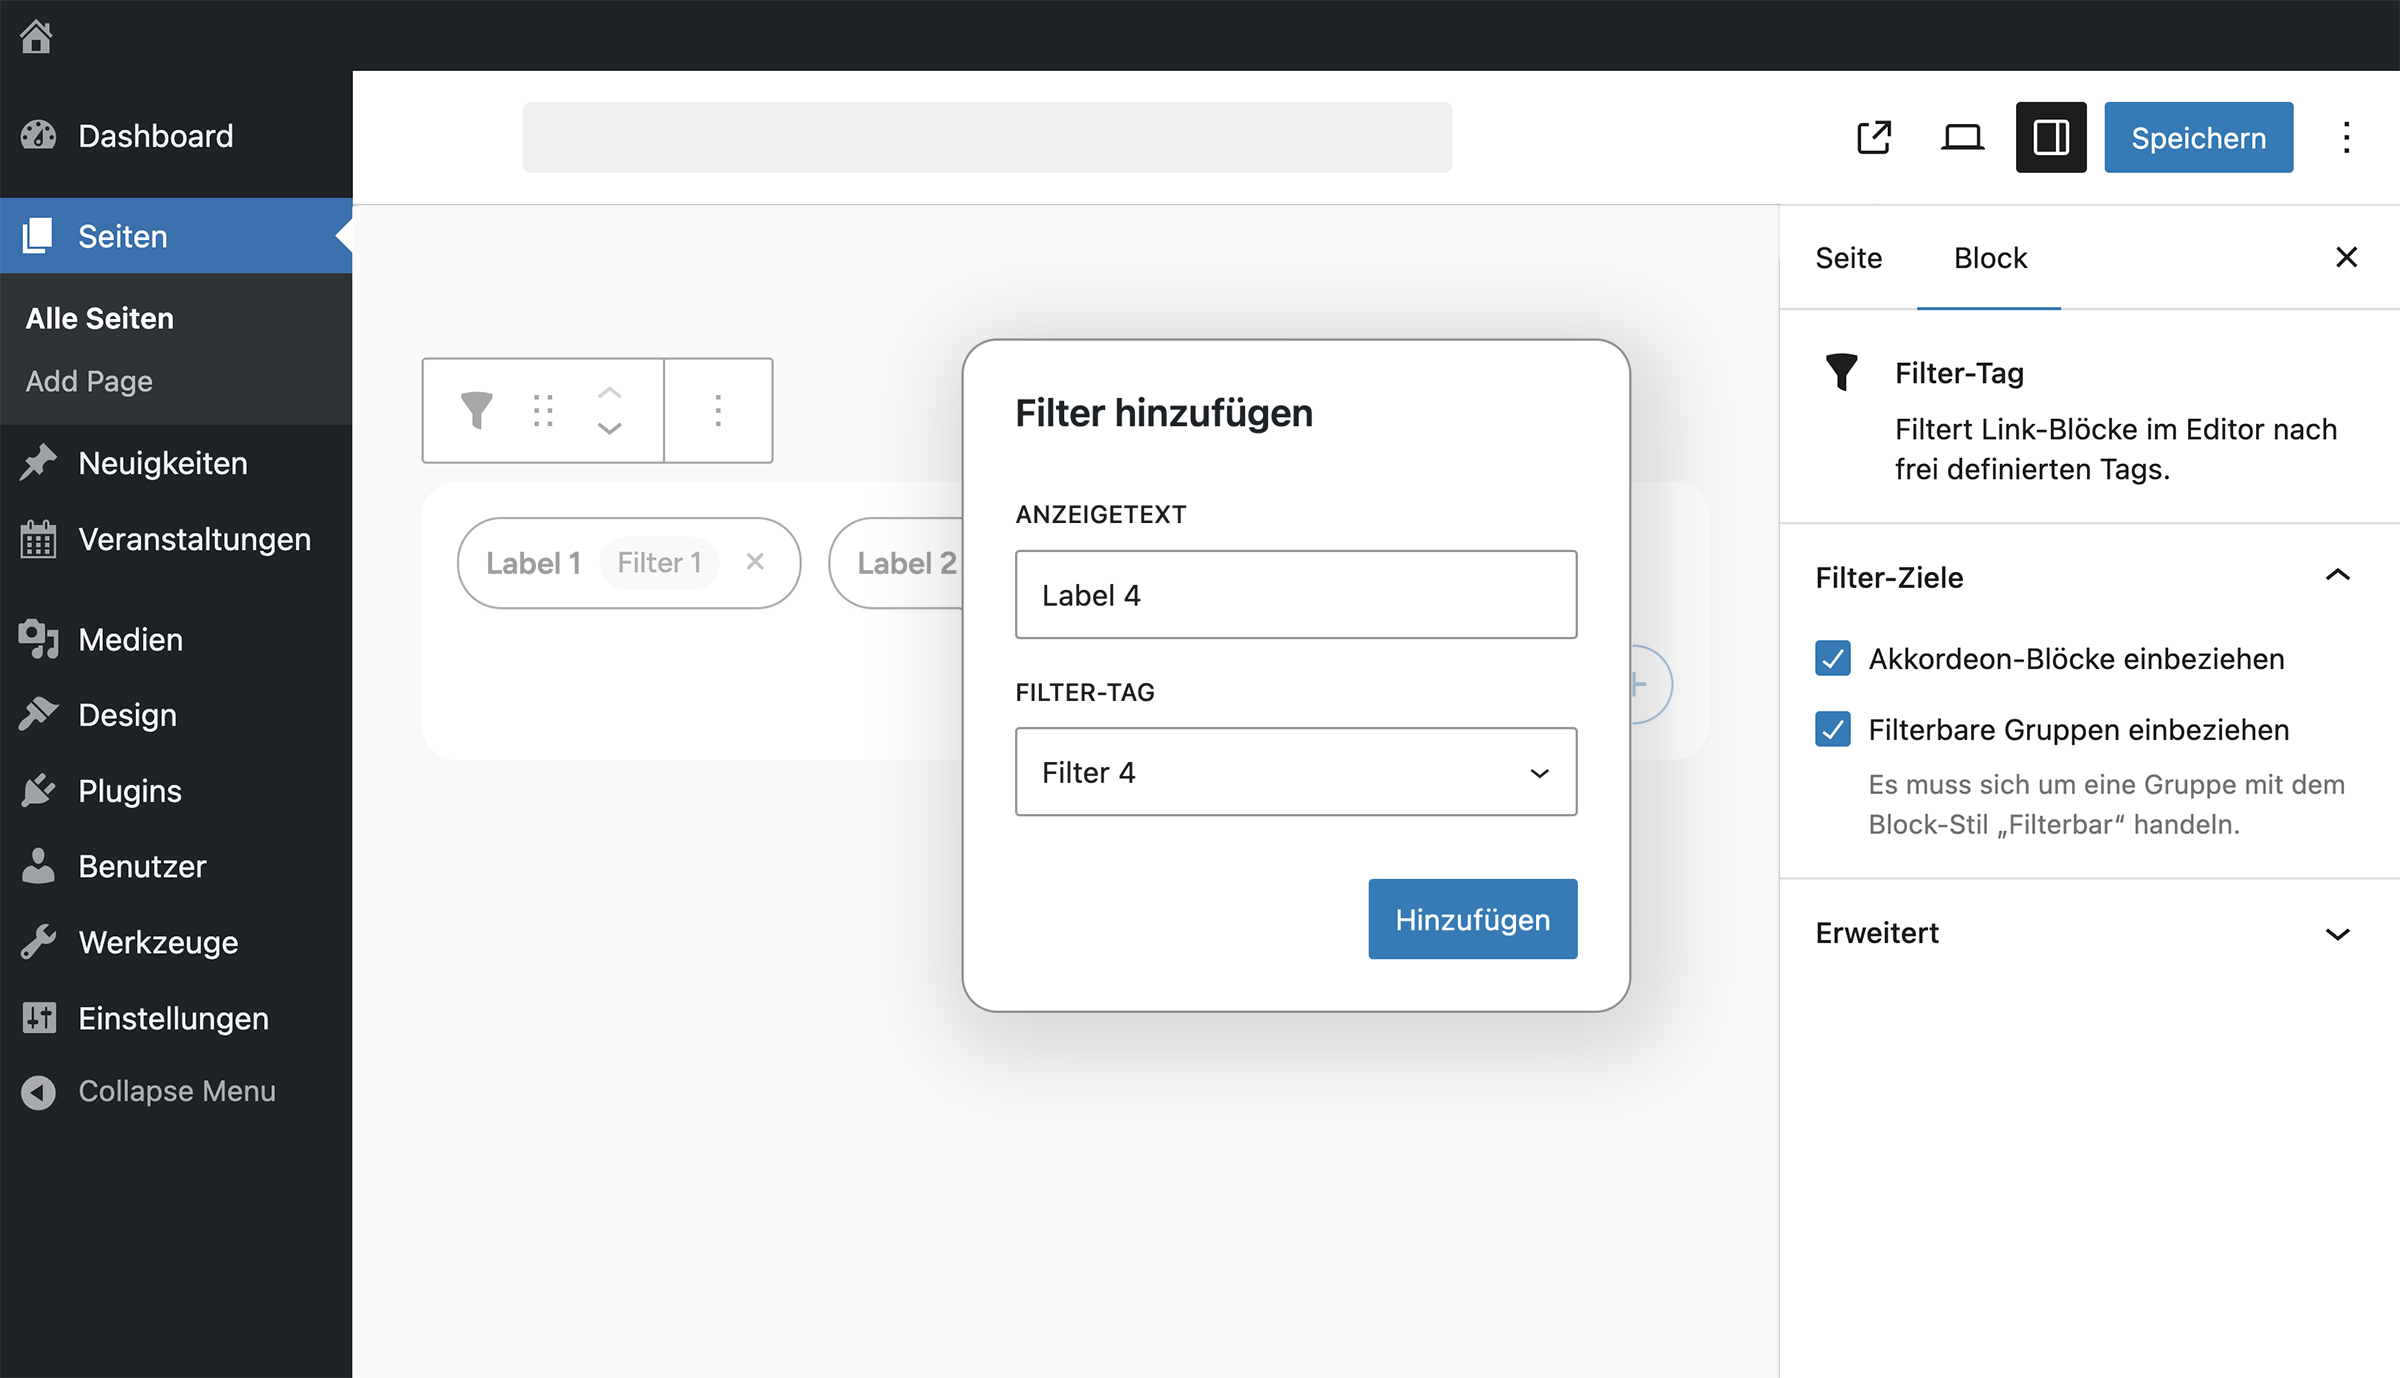 Dashboard
Seiten
Alle Seiten
Add Page
Neuigkeiten
Veranstaltungen
Medien
Design
Plugins
Benutzer
Werkzeuge
Einstellungen
Collapse Menu
Speichern
Label 1 Filter 1
Label 2
Filter hinzufügen
ANZEIGETEXT
Label 4
FILTER-TAG
Filter 4
Hinzufügen
Seite Block
Filter-Tag
Filtert Link-Blöcke im Editor nach
frei definierten Tags.
Filter-Ziele
Akkordeon-Blöcke einbeziehen
Filterbare Gruppen einbeziehen
Es muss sich um eine Gruppe mit dem
Block-Stil „Filterbar“ handeln.
Erweitert